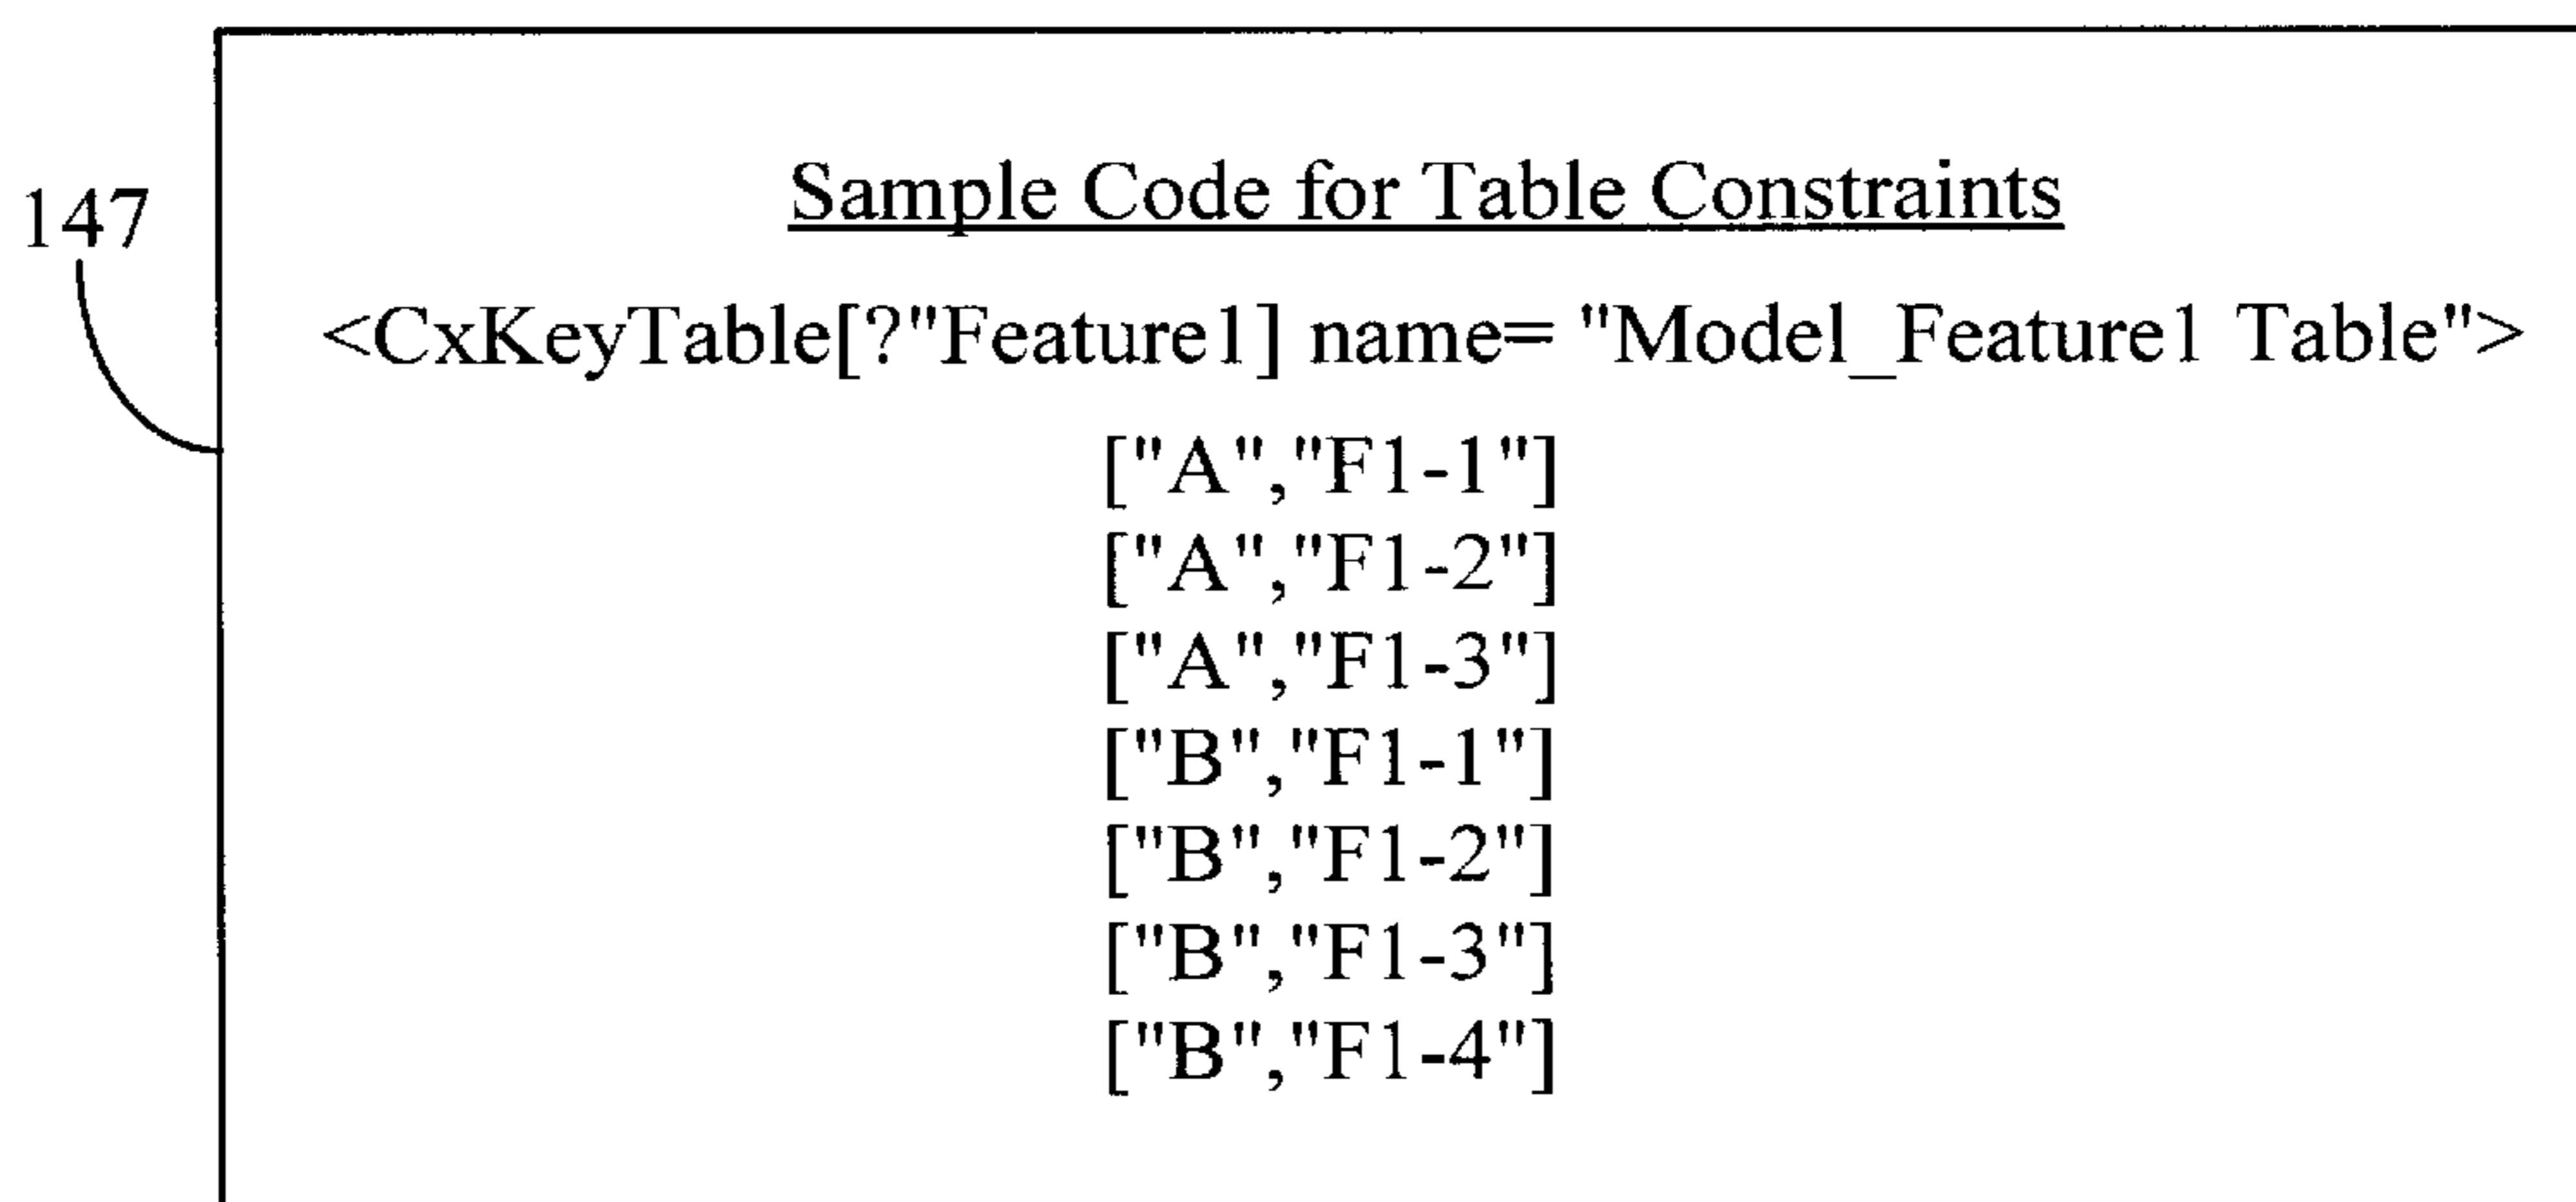 Sample Code for Table Constraints
147
<CxKeyTable[?"Feature1] name= "Model_Feature1 Table">
["A","F1-1"]
["A","F1-2"]
["A","F1-3"]
["B","F1-1"]
["B","F1-2"]
["B","F1-3"]
["B","F1-4"]